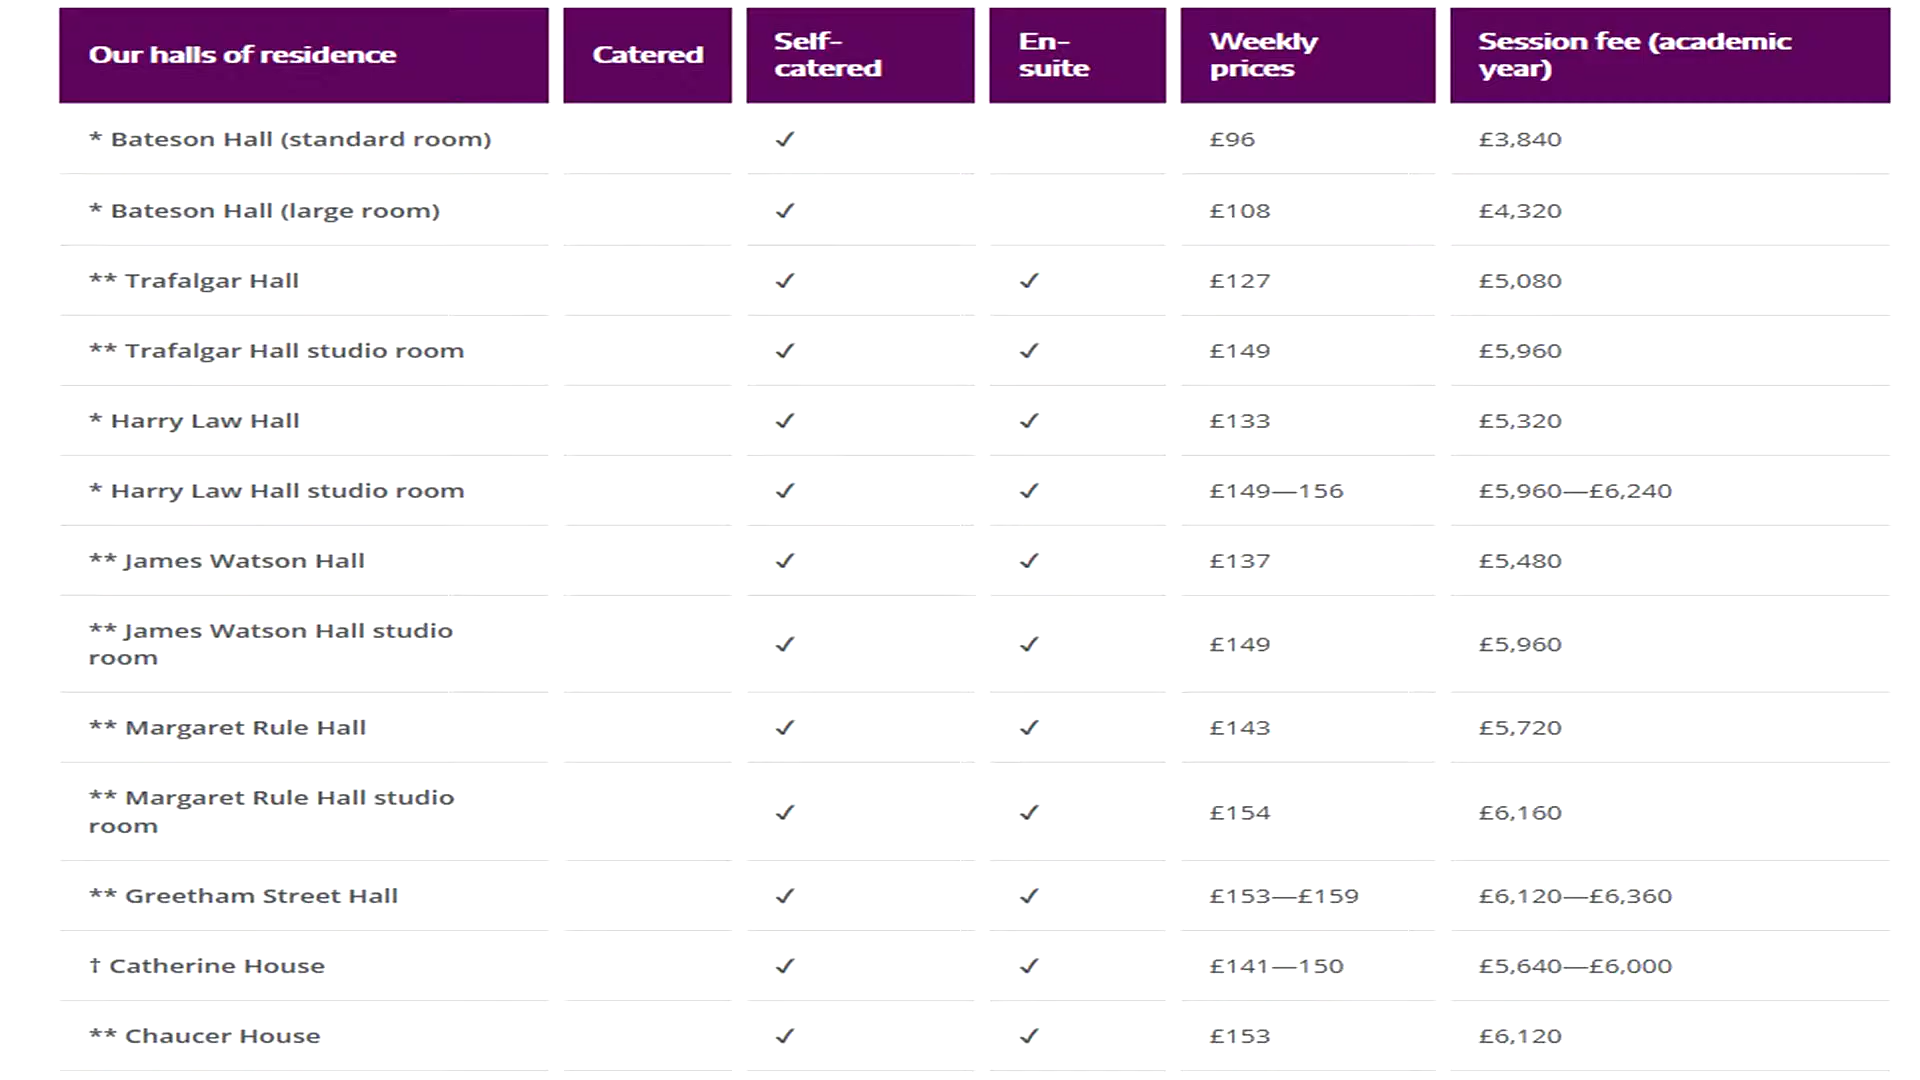 Our halls of residence Catered Self-catered En-suite Weekly prices Session fee (academic year)
* Bateson Hall (standard room) ✓ £96 £3,840
* Bateson Hall (large room) ✓ £108 £4,320
** Trafalgar Hall ✓ ✓ £127 £5,080
** Trafalgar Hall studio room ✓ ✓ £149 £5,960
* Harry Law Hall ✓ ✓ £133 £5,320
* Harry Law Hall studio room ✓ ✓ £149—156 £5,960—£6,240
** James Watson Hall ✓ ✓ £137 £5,480
** James Watson Hall studio room ✓ ✓ £149 £5,960
** Margaret Rule Hall ✓ ✓ £143 £5,720
** Margaret Rule Hall studio room ✓ ✓ £154 £6,160
** Greetham Street Hall ✓ ✓ £153—£159 £6,120—£6,360
† Catherine House ✓ ✓ £141—150 £5,640—£6,000
** Chaucer House ✓ ✓ £153 £6,120